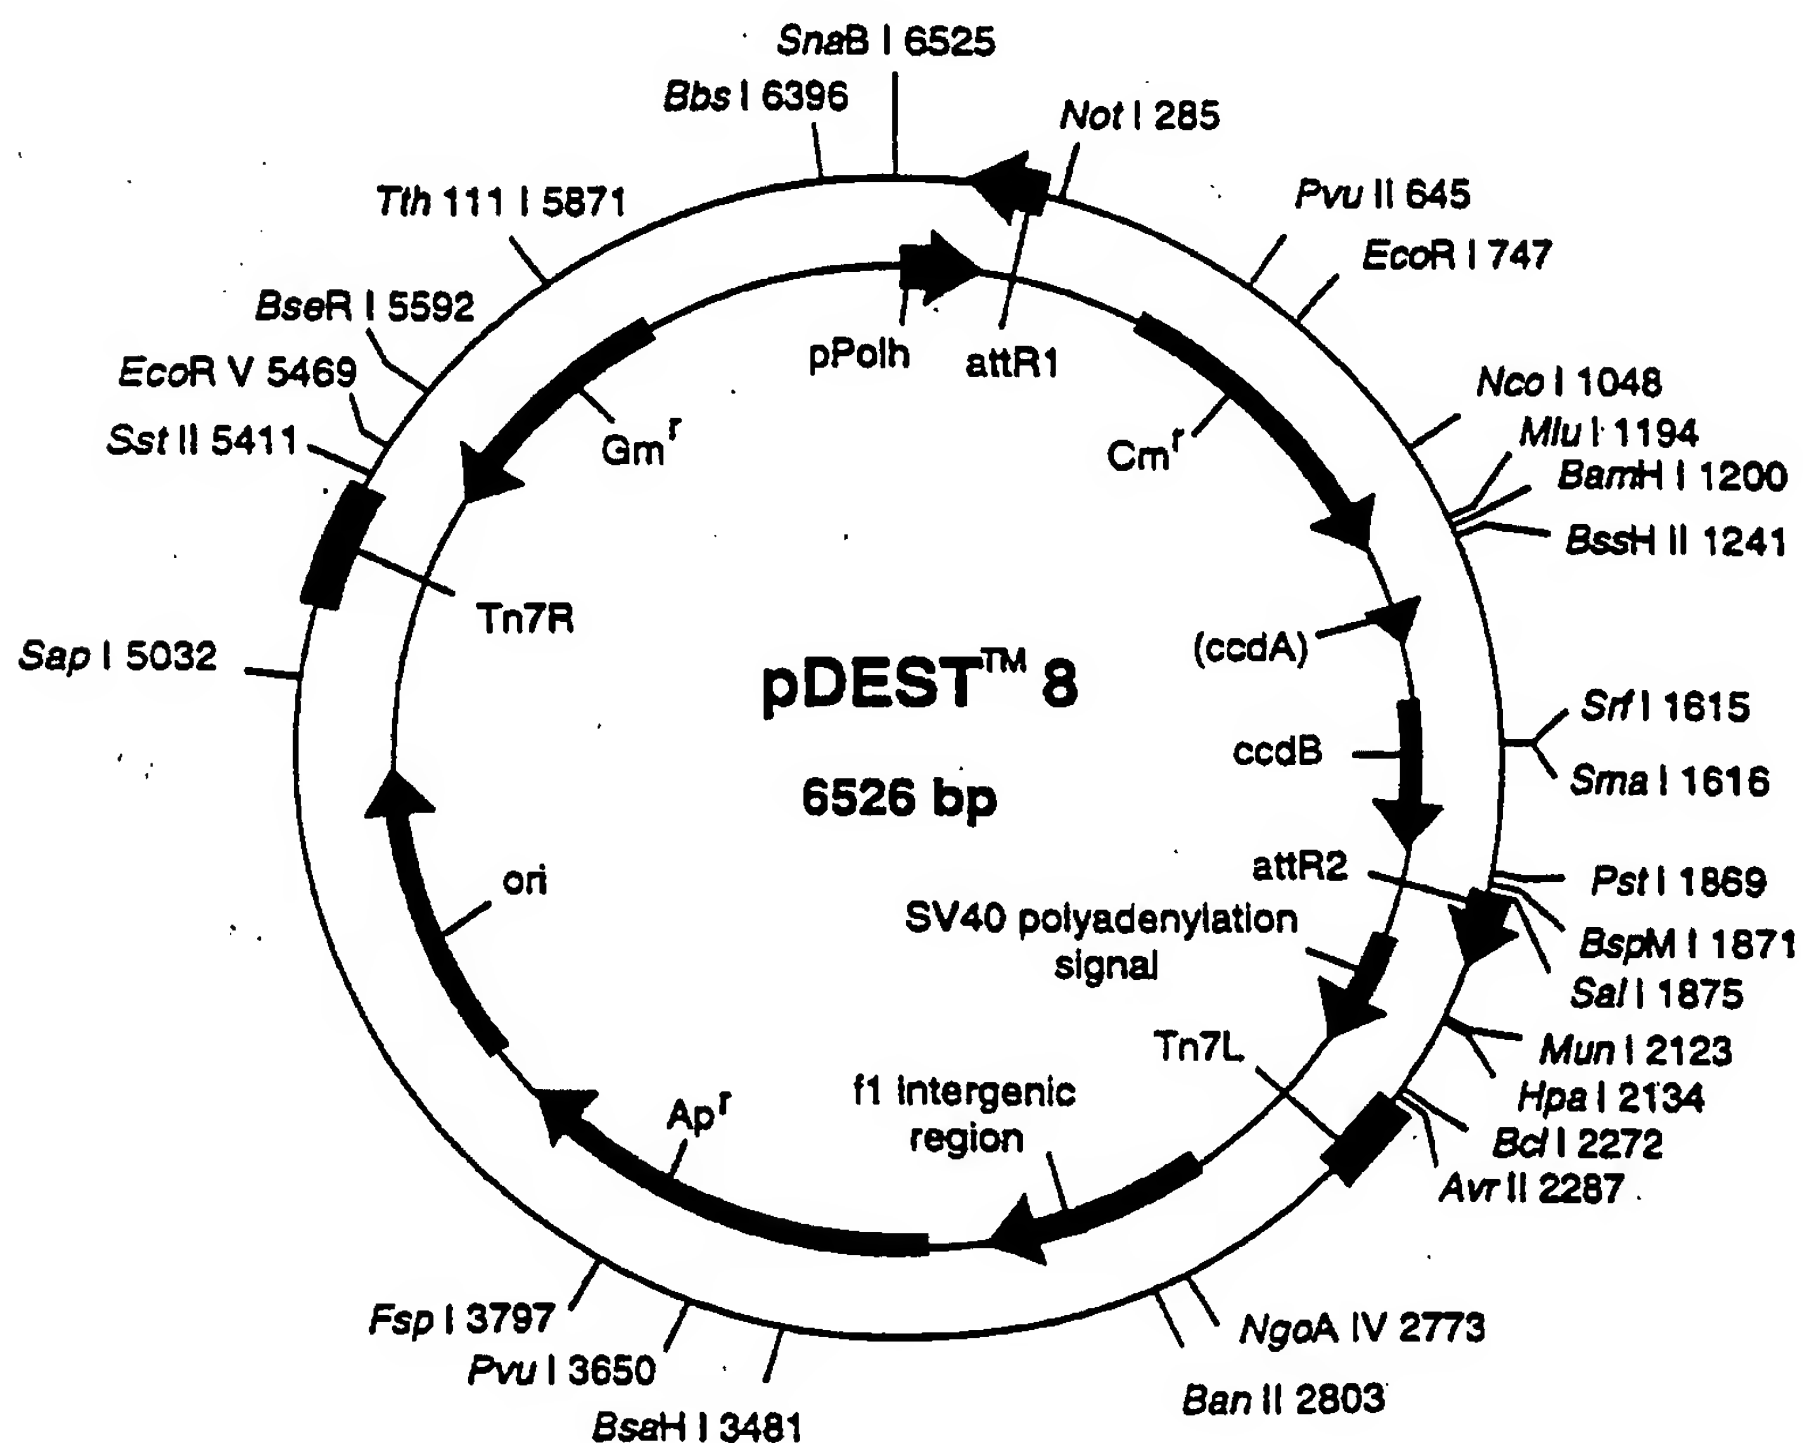 SnaB I 6525
Bbs I 6396
Not I 285
Tth 111 I 5871
Pvu II 645
EcoR I 747
BseR I 5592
EcoR V 5469
Sst II 5411
pPolh
attR1
Nco I 1048
Mlu I 1194
BamH I 1200
BssH II 1241
Gmr
Cmr
Tn7R
Sap I 5032
(ccdA)
pDEST™ 8
6526 bp
Srf I 1615
ccdB
Sma I 1616
attR2
ori
Pst I 1869
SV40 polyadenylation
signal
BspM I 1871
Sal I 1875
Tn7L
Mun I 2123
f1 intergenic
region
Hpa I 2134
Apr
Bcl I 2272
Avr II 2287
Fsp I 3797
NgoA IV 2773
Pvu I 3650
Ban II 2803
BsaH I 3481